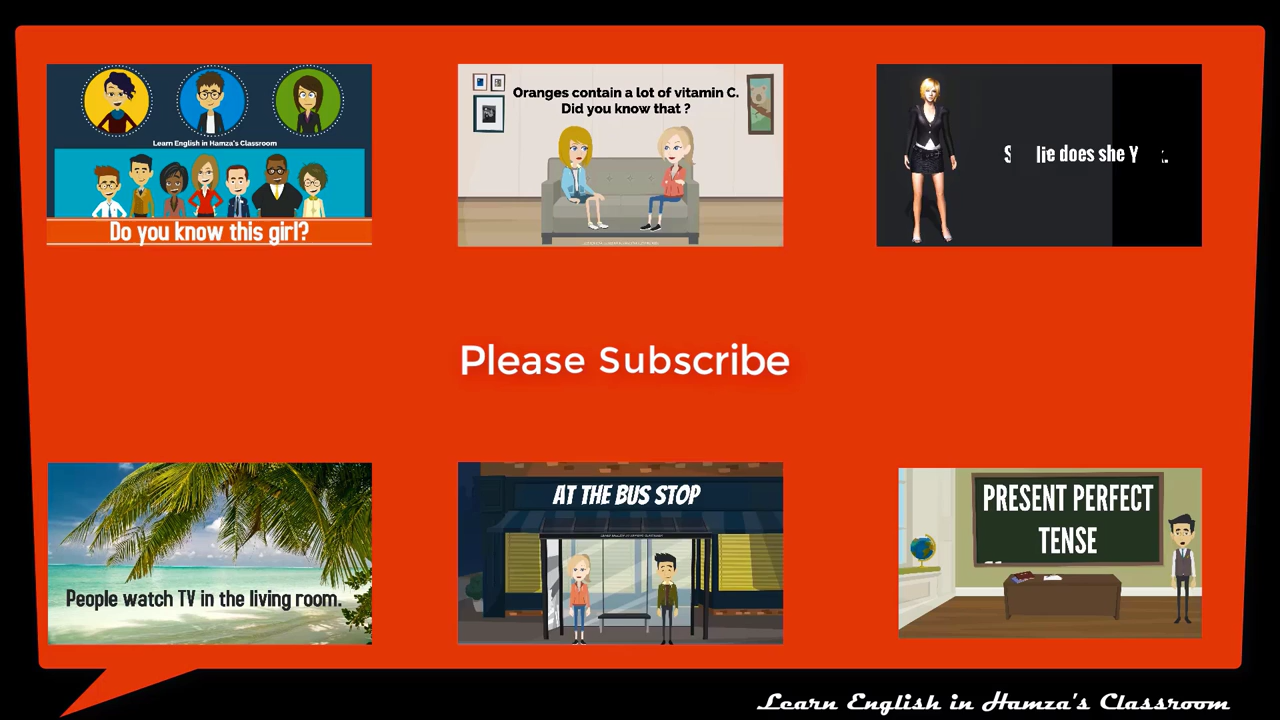 Learn English in Hamza's Classroom
Do you know this girl?
Oranges contain a lot of vitamin C.
Did you know that ?
does she
Please Subscribe
People watch TV in the living room.
AT THE BUS STOP
PRESENT PERFECT
TENSE
Learn English in Hamza's Classroom